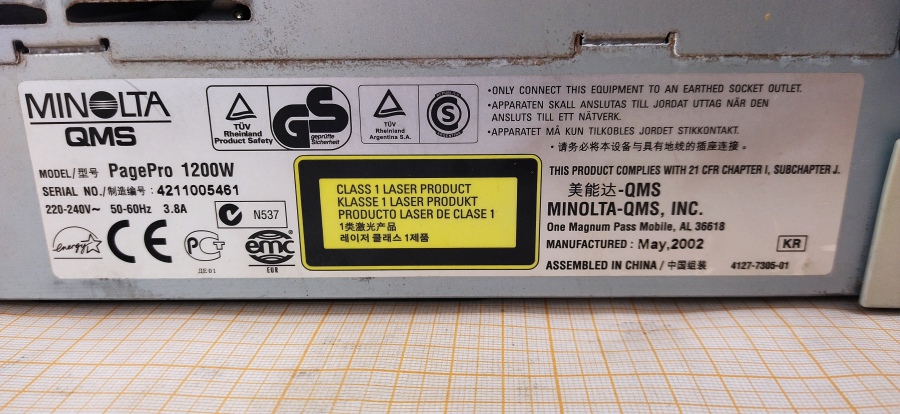 MINOLTA
QMS
MODEL/型号 PagePro 1200W
SERIAL NO./制造编号：4211005461
220-240V~ 50-60Hz 3.8A
N537
energy
CE
РСТ
ДЕ 01
emc
EUR
TÜV
Rheinland
Product Safety
GS
geprüfte
Sicherheit
TÜV
Rheinland
Argentina S.A.
S
CLASS 1 LASER PRODUCT
KLASSE 1 LASER PRODUKT
PRODUCTO LASER DE CLASE 1
1类激光产品
레이저 클래스 1제품
•ONLY CONNECT THIS EQUIPMENT TO AN EARTHED SOCKET OUTLET.
•APPARATEN SKALL ANSLUTAS TILL JORDAT UTTAG NÄR DEN
ANSLUTS TILL ETT NÄTVERK.
•APPARATET MÅ KUN TILKOBLES JORDET STIKKONTAKT.
•请务必将本设备与具有地线的插座连接。
THIS PRODUCT COMPLIES WITH 21 CFR CHAPTER I, SUBCHAPTER J.
美能达-QMS
MINOLTA-QMS, INC.
One Magnum Pass Mobile, AL 36618
MANUFACTURED : May,2002
KR
ASSEMBLED IN CHINA / 中国组装 4127-7305-01